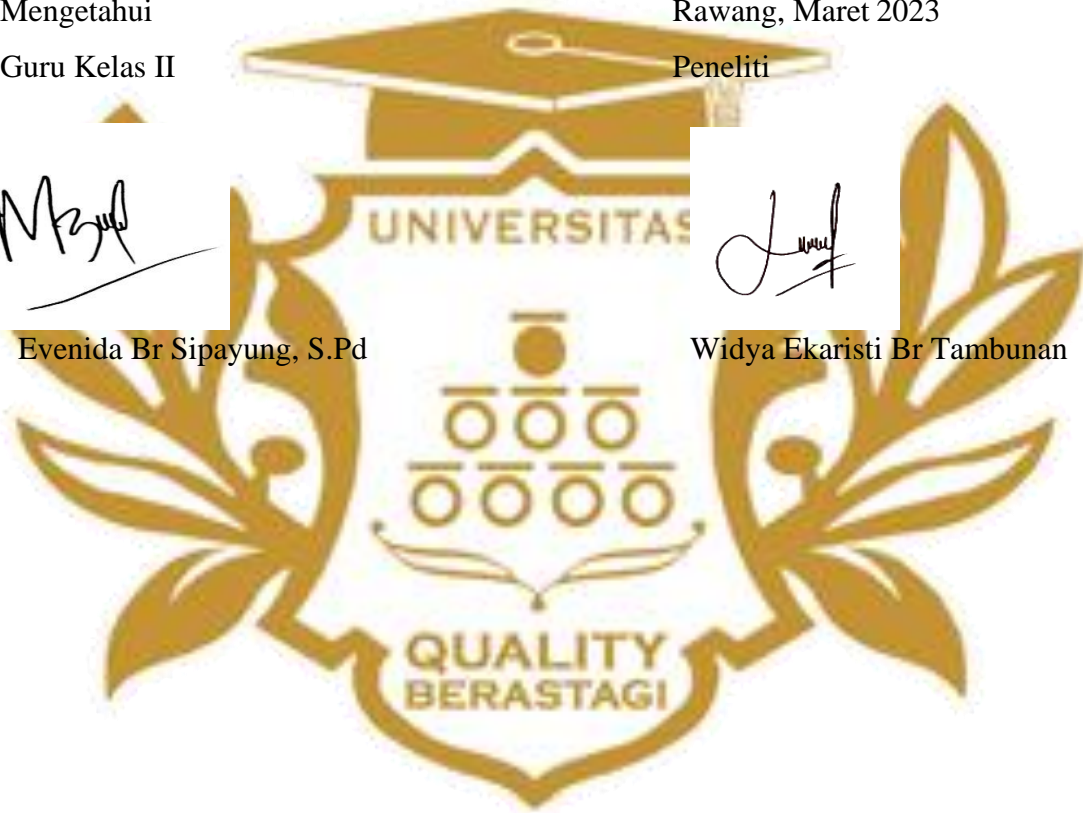 Mengetahui
Rawang, Maret 2023
Guru Kelas II
Peneliti
UNIVERSITAS
Evenida Br Sipayung, S.Pd
Widya Ekaristi Br Tambunan
QUALITY
BERASTAGI